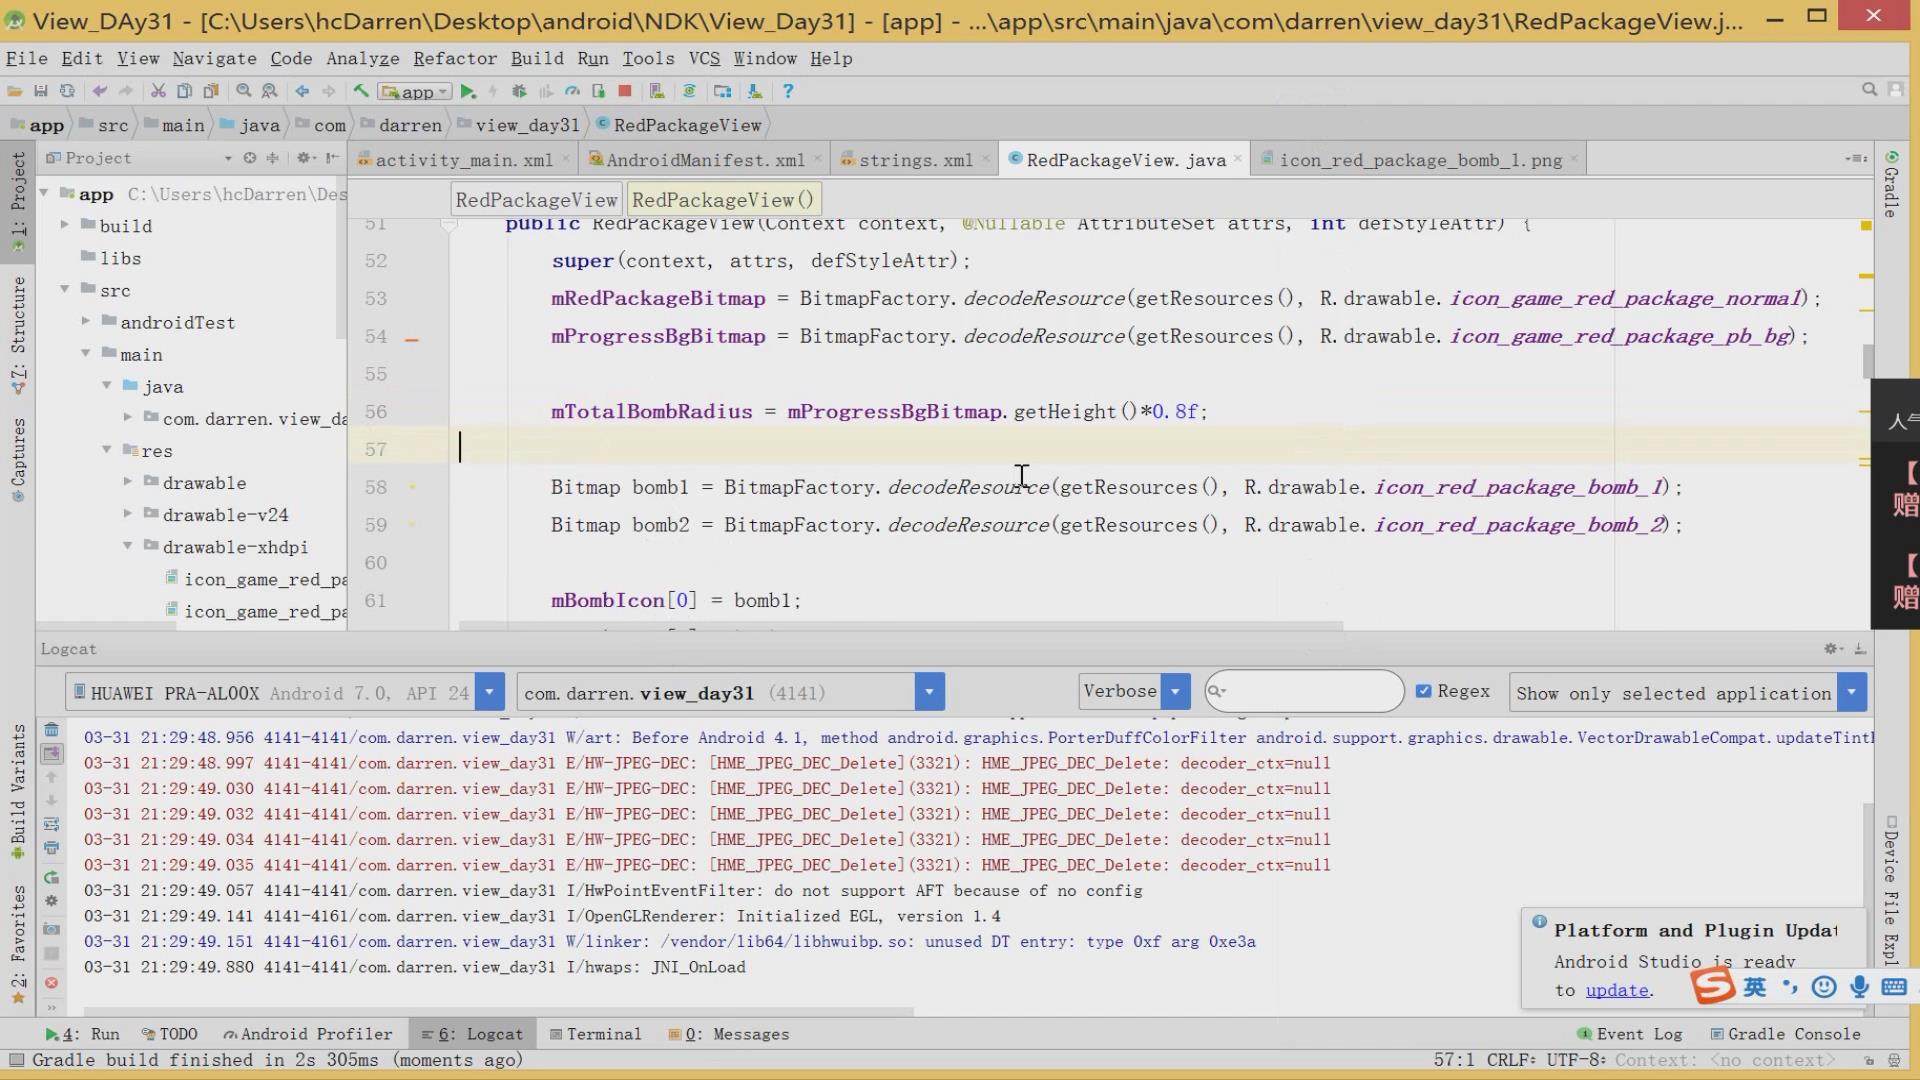 View_DAy31 - [C:\Users\hcDarren\Desktop\android\NDK\View_Day31] - [app] - ...\app\src\main\java\com\darren\view_day31\RedPackageView.j...
File Edit View Navigate Code Analyze Refactor Build Run Tools VCS Window Help
app
app src main java com darren view_day31 RedPackageView
Project
activity_main.xml AndroidManifest.xml strings.xml RedPackageView.java icon_red_package_bomb_1.png
RedPackageView RedPackageView()
1: Project
7: Structure
Captures
Build Variants
2: Favorites
app C:\Users\hcDarren\Des
build
libs
src
androidTest
main
java
com.darren.view_da
res
drawable
drawable-v24
drawable-xhdpi
icon_game_red_pa
icon_game_red_pa
51 public RedPackageView(Context context, @Nullable AttributeSet attrs, int defStyleAttr) {
52 super(context, attrs, defStyleAttr);
53 mRedPackageBitmap = BitmapFactory.decodeResource(getResources(), R.drawable.icon_game_red_package_normal);
54 mProgressBgBitmap = BitmapFactory.decodeResource(getResources(), R.drawable.icon_game_red_package_pb_bg);
55
56 mTotalBombRadius = mProgressBgBitmap.getHeight()*0.8f;
57
58 Bitmap bomb1 = BitmapFactory.decodeResource(getResources(), R.drawable.icon_red_package_bomb_1);
59 Bitmap bomb2 = BitmapFactory.decodeResource(getResources(), R.drawable.icon_red_package_bomb_2);
60
61 mBombIcon[0] = bomb1;
Gradle
人气
【
赠
【
赠
Device File Expl
Logcat
HUAWEI PRA-AL00X Android 7.0, API 24 com.darren.view_day31 (4141) Verbose Regex Show only selected application
03-31 21:29:48.956 4141-4141/com.darren.view_day31 W/art: Before Android 4.1, method android.graphics.PorterDuffColorFilter android.support.graphics.drawable.VectorDrawableCompat.updateTint
03-31 21:29:48.997 4141-4141/com.darren.view_day31 E/HW-JPEG-DEC: [HME_JPEG_DEC_Delete](3321): HME_JPEG_DEC_Delete: decoder_ctx=null
03-31 21:29:49.030 4141-4141/com.darren.view_day31 E/HW-JPEG-DEC: [HME_JPEG_DEC_Delete](3321): HME_JPEG_DEC_Delete: decoder_ctx=null
03-31 21:29:49.032 4141-4141/com.darren.view_day31 E/HW-JPEG-DEC: [HME_JPEG_DEC_Delete](3321): HME_JPEG_DEC_Delete: decoder_ctx=null
03-31 21:29:49.034 4141-4141/com.darren.view_day31 E/HW-JPEG-DEC: [HME_JPEG_DEC_Delete](3321): HME_JPEG_DEC_Delete: decoder_ctx=null
03-31 21:29:49.035 4141-4141/com.darren.view_day31 E/HW-JPEG-DEC: [HME_JPEG_DEC_Delete](3321): HME_JPEG_DEC_Delete: decoder_ctx=null
03-31 21:29:49.057 4141-4141/com.darren.view_day31 I/HwPointEventFilter: do not support AFT because of no config
03-31 21:29:49.141 4141-4161/com.darren.view_day31 I/OpenGLRenderer: Initialized EGL, version 1.4
03-31 21:29:49.151 4141-4161/com.darren.view_day31 W/linker: /vendor/lib64/libhwuibp.so: unused DT entry: type 0xf arg 0xe3a
03-31 21:29:49.880 4141-4141/com.darren.view_day31 I/hwaps: JNI_OnLoad
Platform and Plugin Updat
Android Studio is ready
to update.
英
4: Run TODO Android Profiler 6: Logcat Terminal 0: Messages Event Log Gradle Console
Gradle build finished in 2s 305ms (moments ago) 57:1 CRLF UTF-8 Context: <no context>